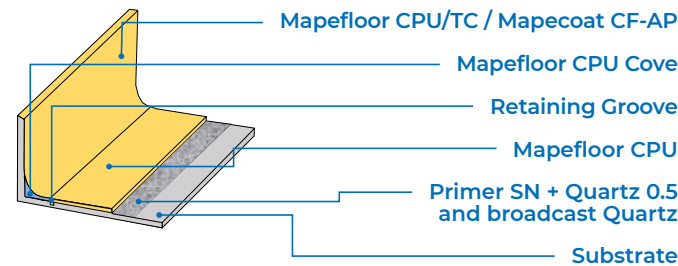 Mapefloor CPU/TC / Mapecoat CF-AP
Mapefloor CPU Cove
Retaining Groove
Mapefloor CPU
Primer SN + Quartz 0.5
and broadcast Quartz
Substrate